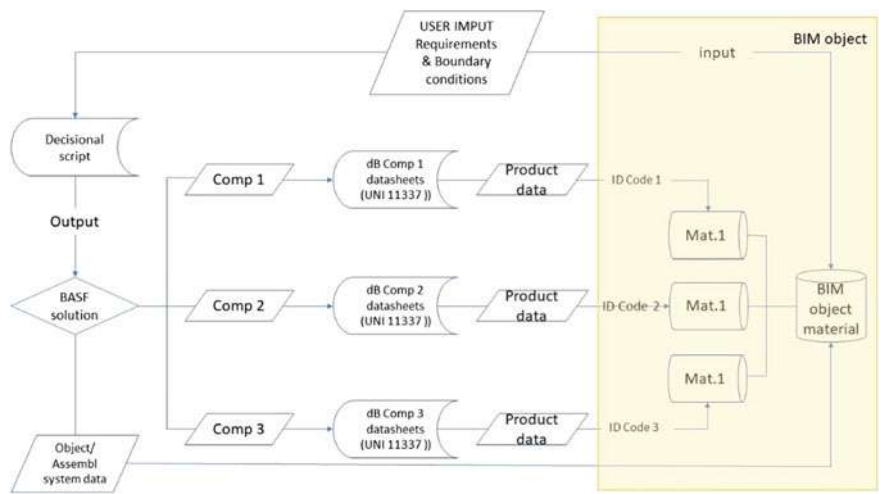 USER IMPUT
Requirements
& Boundary
conditions
input
BIM object
Decisional
script
Output
BASF
solution
Object/
Assembl
system data
Comp 1
dB Comp 1
datasheets
(UNI 11337 ))
Product
data
ID Code 1
Mat.1
Comp 2
dB Comp 2
datasheets
(UNI 11337 ))
Product
data
ID Code 2
Mat.1
BIM
object
material
Comp 3
dB Comp 3
datasheets
(UNI 11337 ))
Product
data
ID Code 3
Mat.1